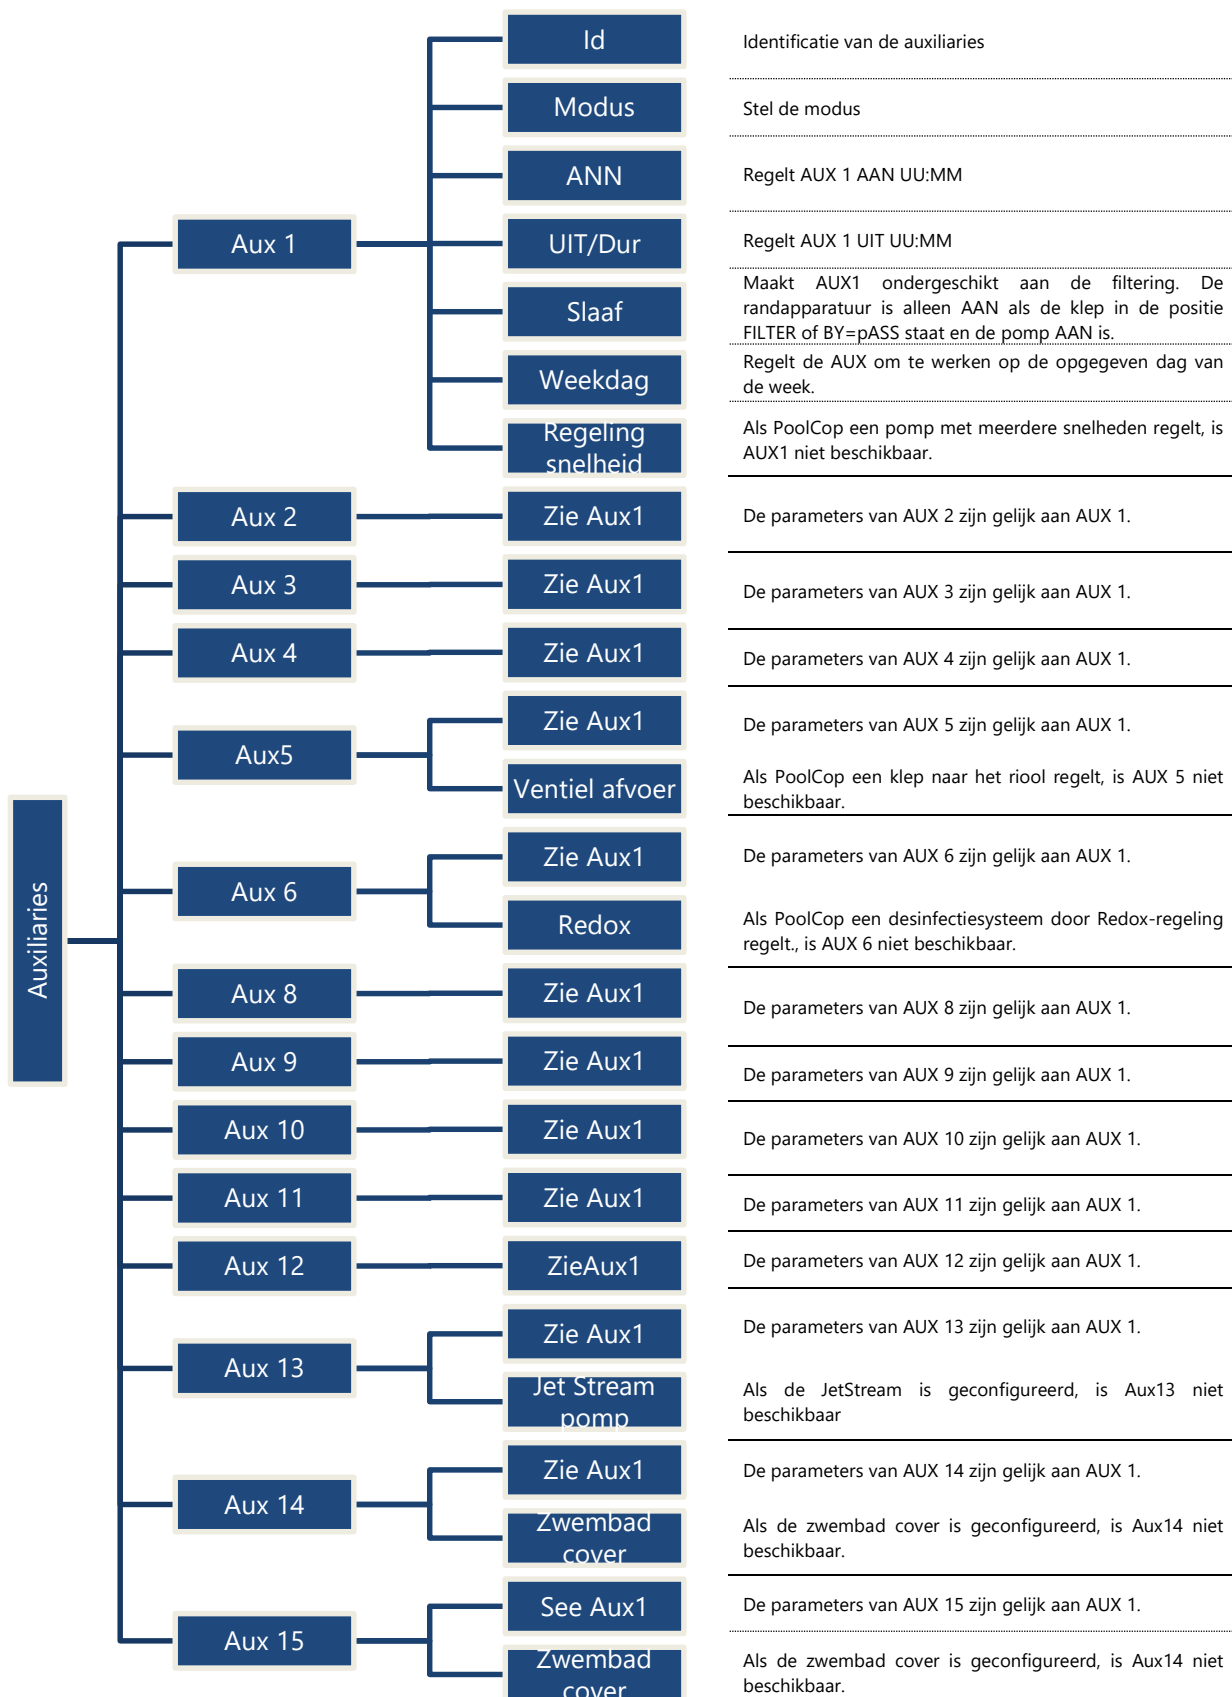 Auxiliaries
Aux 1
Id
Identificatie van de auxiliaries
Modus
Stel de modus
ANN
Regelt AUX 1 AAN UU:MM
UIT/Dur
Regelt AUX 1 UIT UU:MM
Slaaf
Maakt AUX1 ondergeschikt aan de filtering. De
randapparatuur is alleen AAN als de klep in de positie
FILTER of BY=pASS staat en de pomp AAN is.
Weekdag
Regelt de AUX om te werken op de opgegeven dag van
de week.
Regeling
snelheid
Als PoolCop een pomp met meerdere snelheden regelt, is
AUX1 niet beschikbaar.
Aux 2
Zie Aux1
De parameters van AUX 2 zijn gelijk aan AUX 1.
Aux 3
Zie Aux1
De parameters van AUX 3 zijn gelijk aan AUX 1.
Aux 4
Zie Aux1
De parameters van AUX 4 zijn gelijk aan AUX 1.
Aux5
Zie Aux1
De parameters van AUX 5 zijn gelijk aan AUX 1.
Ventiel afvoer
Als PoolCop een klep naar het riool regelt, is AUX 5 niet
beschikbaar.
Aux 6
Zie Aux1
De parameters van AUX 6 zijn gelijk aan AUX 1.
Redox
Als PoolCop een desinfectiesysteem door Redox-regeling
regelt., is AUX 6 niet beschikbaar.
Aux 8
Zie Aux1
De parameters van AUX 8 zijn gelijk aan AUX 1.
Aux 9
Zie Aux1
De parameters van AUX 9 zijn gelijk aan AUX 1.
Aux 10
Zie Aux1
De parameters van AUX 10 zijn gelijk aan AUX 1.
Aux 11
Zie Aux1
De parameters van AUX 11 zijn gelijk aan AUX 1.
Aux 12
ZieAux1
De parameters van AUX 12 zijn gelijk aan AUX 1.
Aux 13
Zie Aux1
De parameters van AUX 13 zijn gelijk aan AUX 1.
Jet Stream
pomp
Als de JetStream is geconfigureerd, is Aux13 niet
beschikbaar
Aux 14
Zie Aux1
De parameters van AUX 14 zijn gelijk aan AUX 1.
Zwembad
cover
Als de zwembad cover is geconfigureerd, is Aux14 niet
beschikbaar.
Aux 15
See Aux1
De parameters van AUX 15 zijn gelijk aan AUX 1.
Zwembad
cover
Als de zwembad cover is geconfigureerd, is Aux14 niet
beschikbaar.